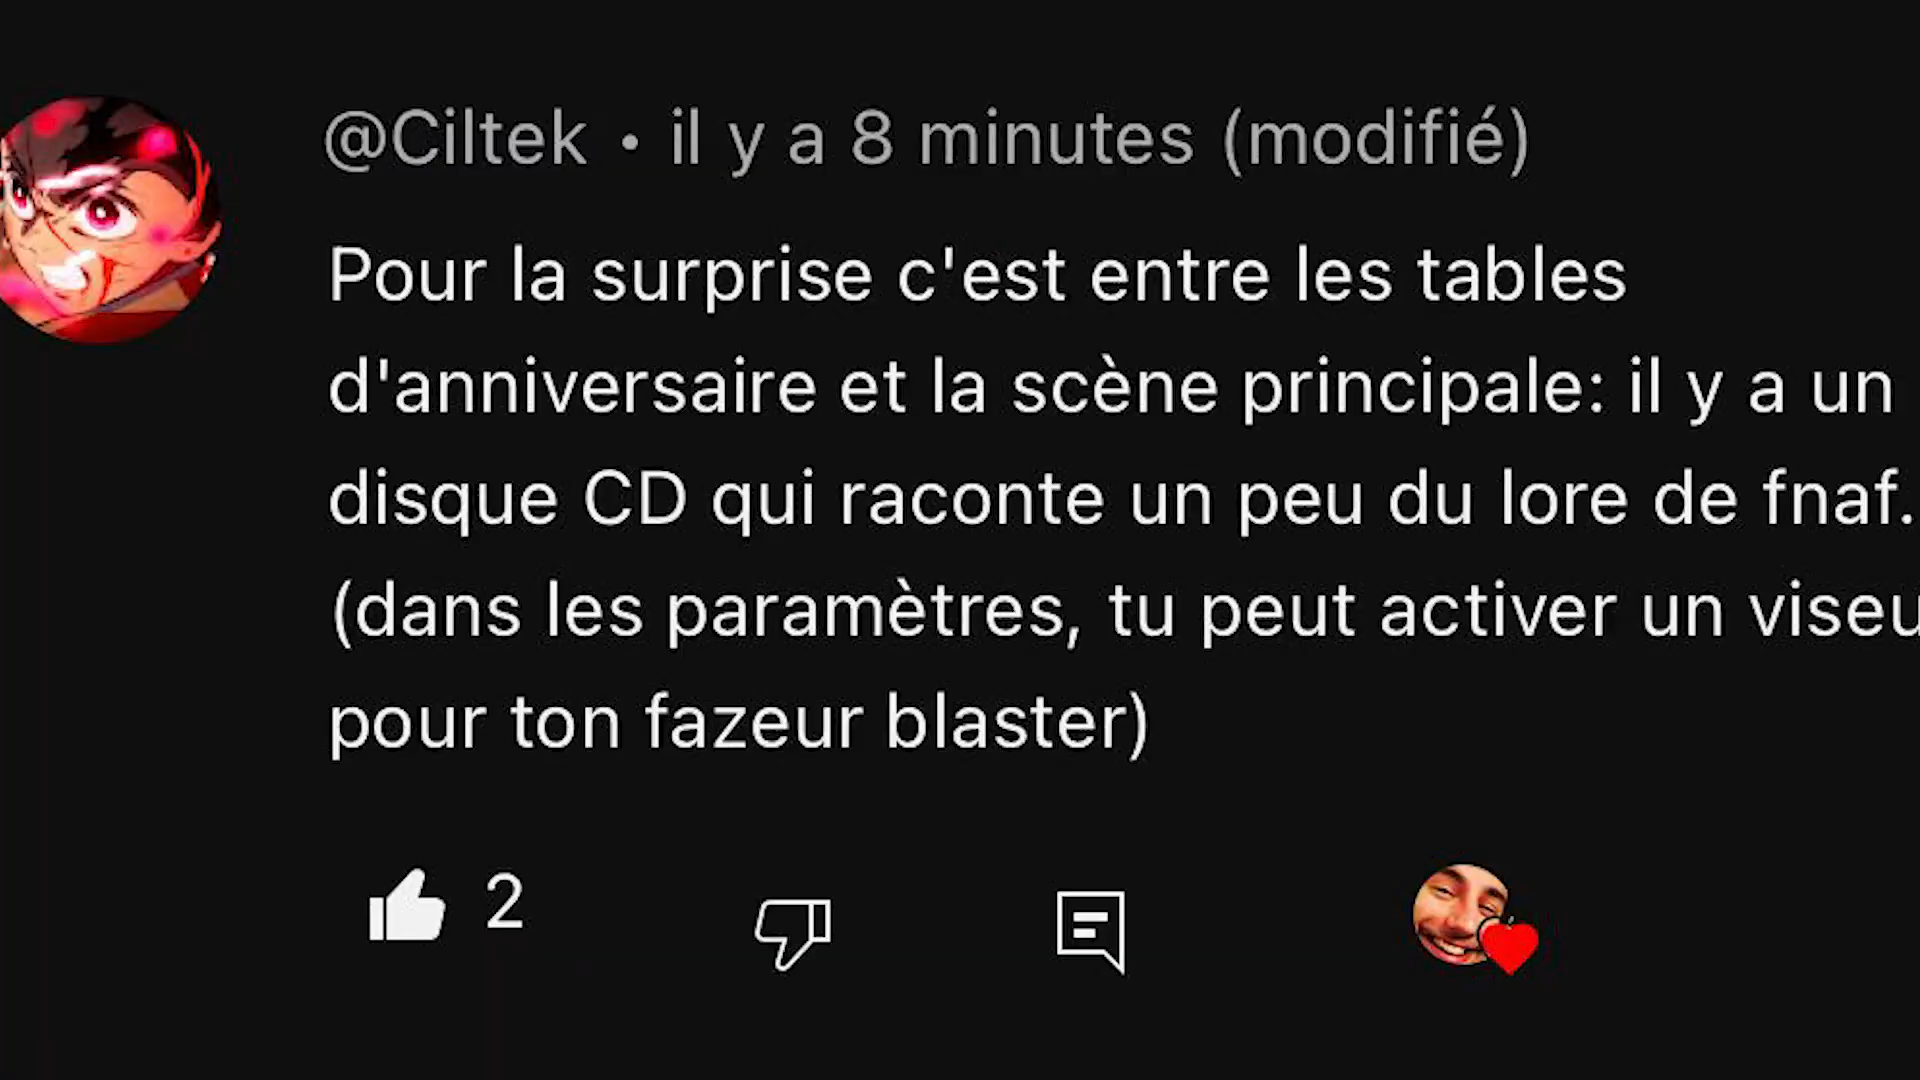 @Ciltek • il y a 8 minutes (modifié)
Pour la surprise c'est entre les tables
d'anniversaire et la scène principale: il y a un
disque CD qui raconte un peu du lore de fnaf.
(dans les paramètres, tu peut activer un viseu
pour ton fazeur blaster)
2